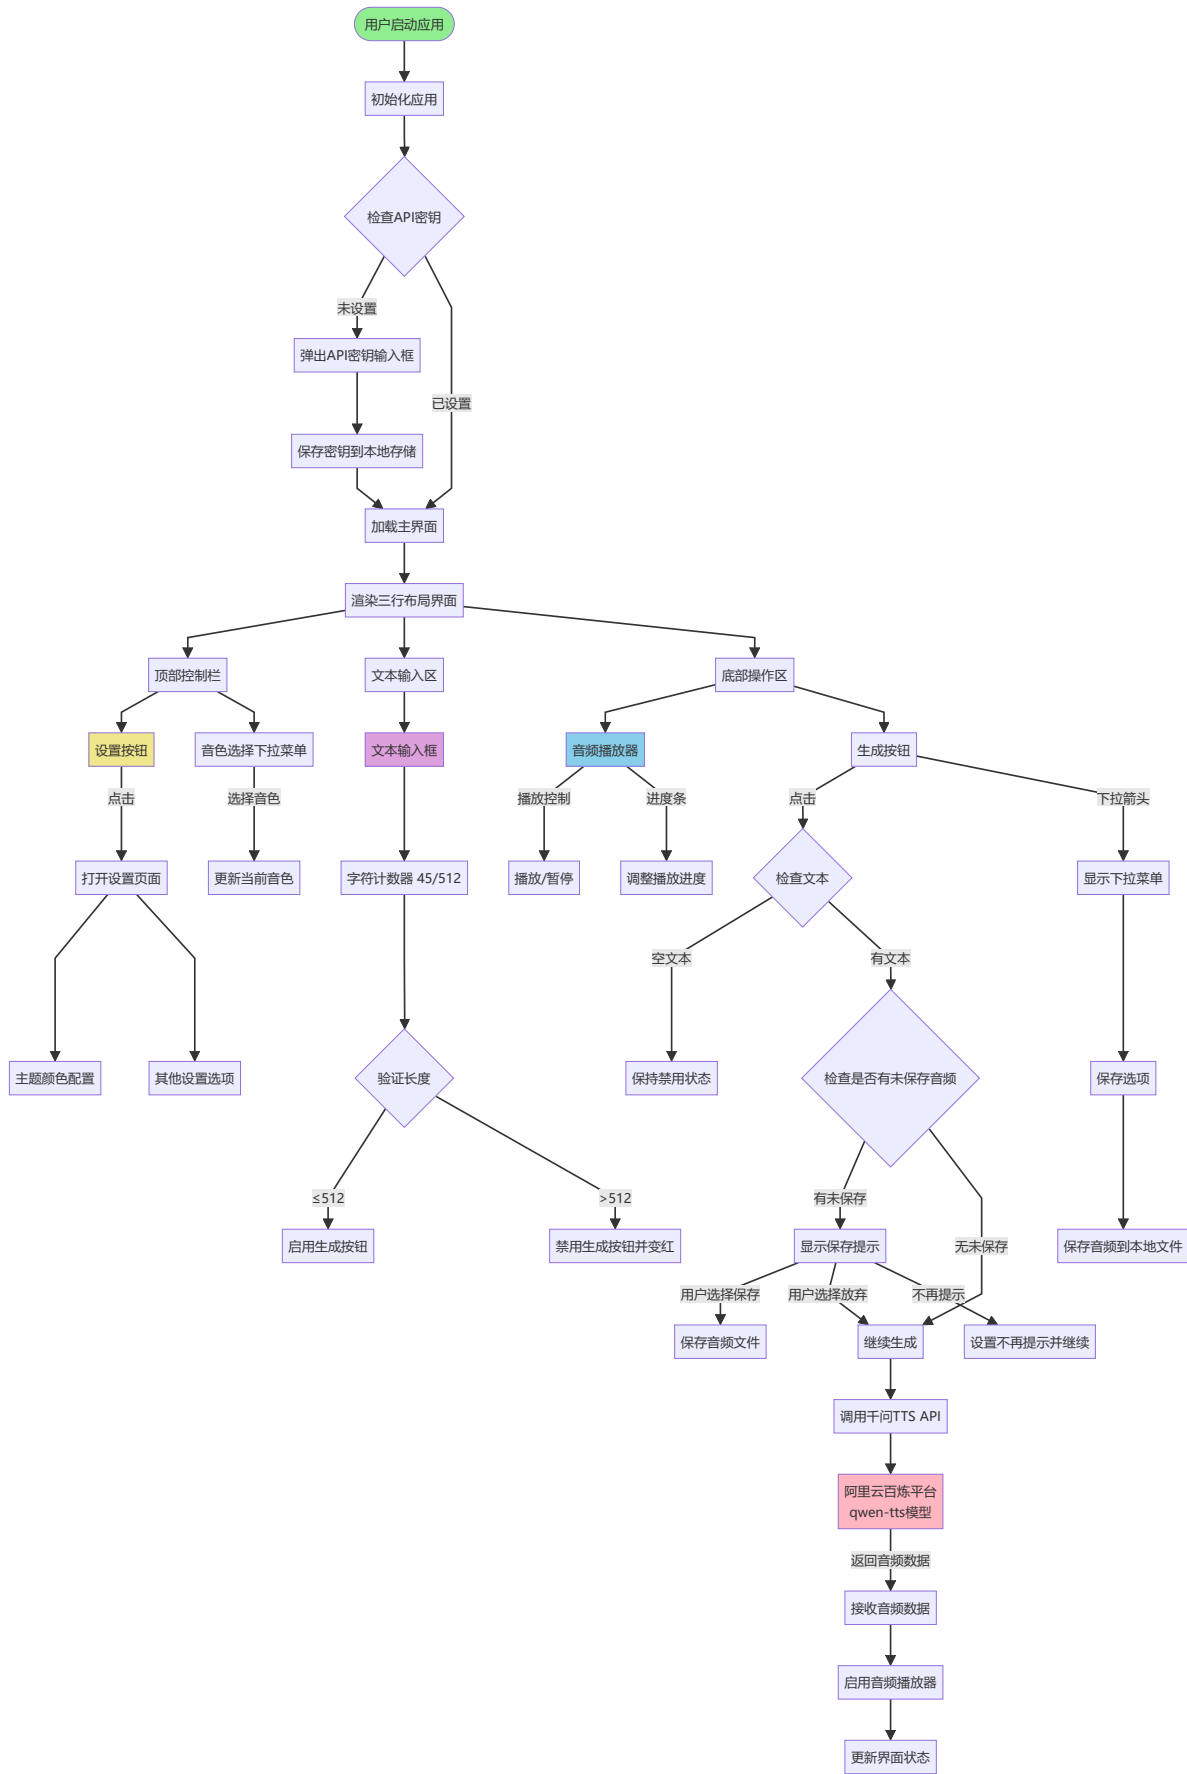 用户启动应用
初始化应用
检查API密钥
未设置
弹出API密钥输入框
已设置
保存密钥到本地存储
加载主界面
渲染三行布局界面
顶部控制栏
文本输入区
底部操作区
设置按钮
音色选择下拉菜单
文本输入框
音频播放器
生成按钮
点击
选择音色
播放控制
进度条
点击
下拉箭头
打开设置页面
更新当前音色
字符计数器 45/512
播放/暂停
调整播放进度
检查文本
显示下拉菜单
空文本
有文本
主题颜色配置
其他设置选项
验证长度
保持禁用状态
检查是否有未保存音频
保存选项
≤512
>512
有未保存
启用生成按钮
禁用生成按钮并变红
显示保存提示
无未保存
保存音频到本地文件
用户选择保存
用户选择放弃
不再提示
保存音频文件
继续生成
设置不再提示并继续
调用千问TTS API
阿里云百炼平台
qwen-tts模型
返回音频数据
接收音频数据
启用音频播放器
更新界面状态